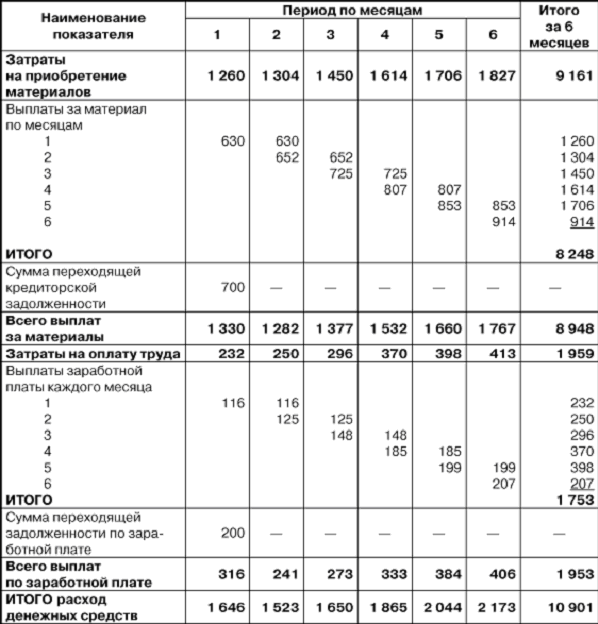 Наименование показателя | Период по месяцам | Итого за 6 месяцев
1 | 2 | 3 | 4 | 5 | 6
Затраты
на приобретение
материалов | 1 260 | 1 304 | 1 450 | 1 614 | 1 706 | 1 827 | 9 161
Выплаты за материал
по месяцам
1 | 630 | 630 | 1 260
2 | 652 | 652 | 1 304
3 | 725 | 725 | 1 450
4 | 807 | 807 | 1 614
5 | 853 | 853 | 1 706
6 | 914 | 914
ИТОГО | 8 248
Сумма переходящей
кредиторской
задолженности | 700 | — | — | — | — | — | —
Всего выплат
за материалы | 1 330 | 1 282 | 1 377 | 1 532 | 1 660 | 1 767 | 8 948
Затраты на оплату труда | 232 | 250 | 296 | 370 | 398 | 413 | 1 959
Выплаты заработной
платы каждого месяца
1 | 116 | 116 | 232
2 | 125 | 125 | 250
3 | 148 | 148 | 296
4 | 185 | 185 | 370
5 | 199 | 199 | 398
6 | 207 | 207
ИТОГО | 1 753
Сумма переходящей
задолженности по зара-
ботной плате | 200 | — | — | — | — | — | —
Всего выплат
по заработной плате | 316 | 241 | 273 | 333 | 384 | 406 | 1 953
ИТОГО расход
денежных средств | 1 646 | 1 523 | 1 650 | 1 865 | 2 044 | 2 173 | 10 901